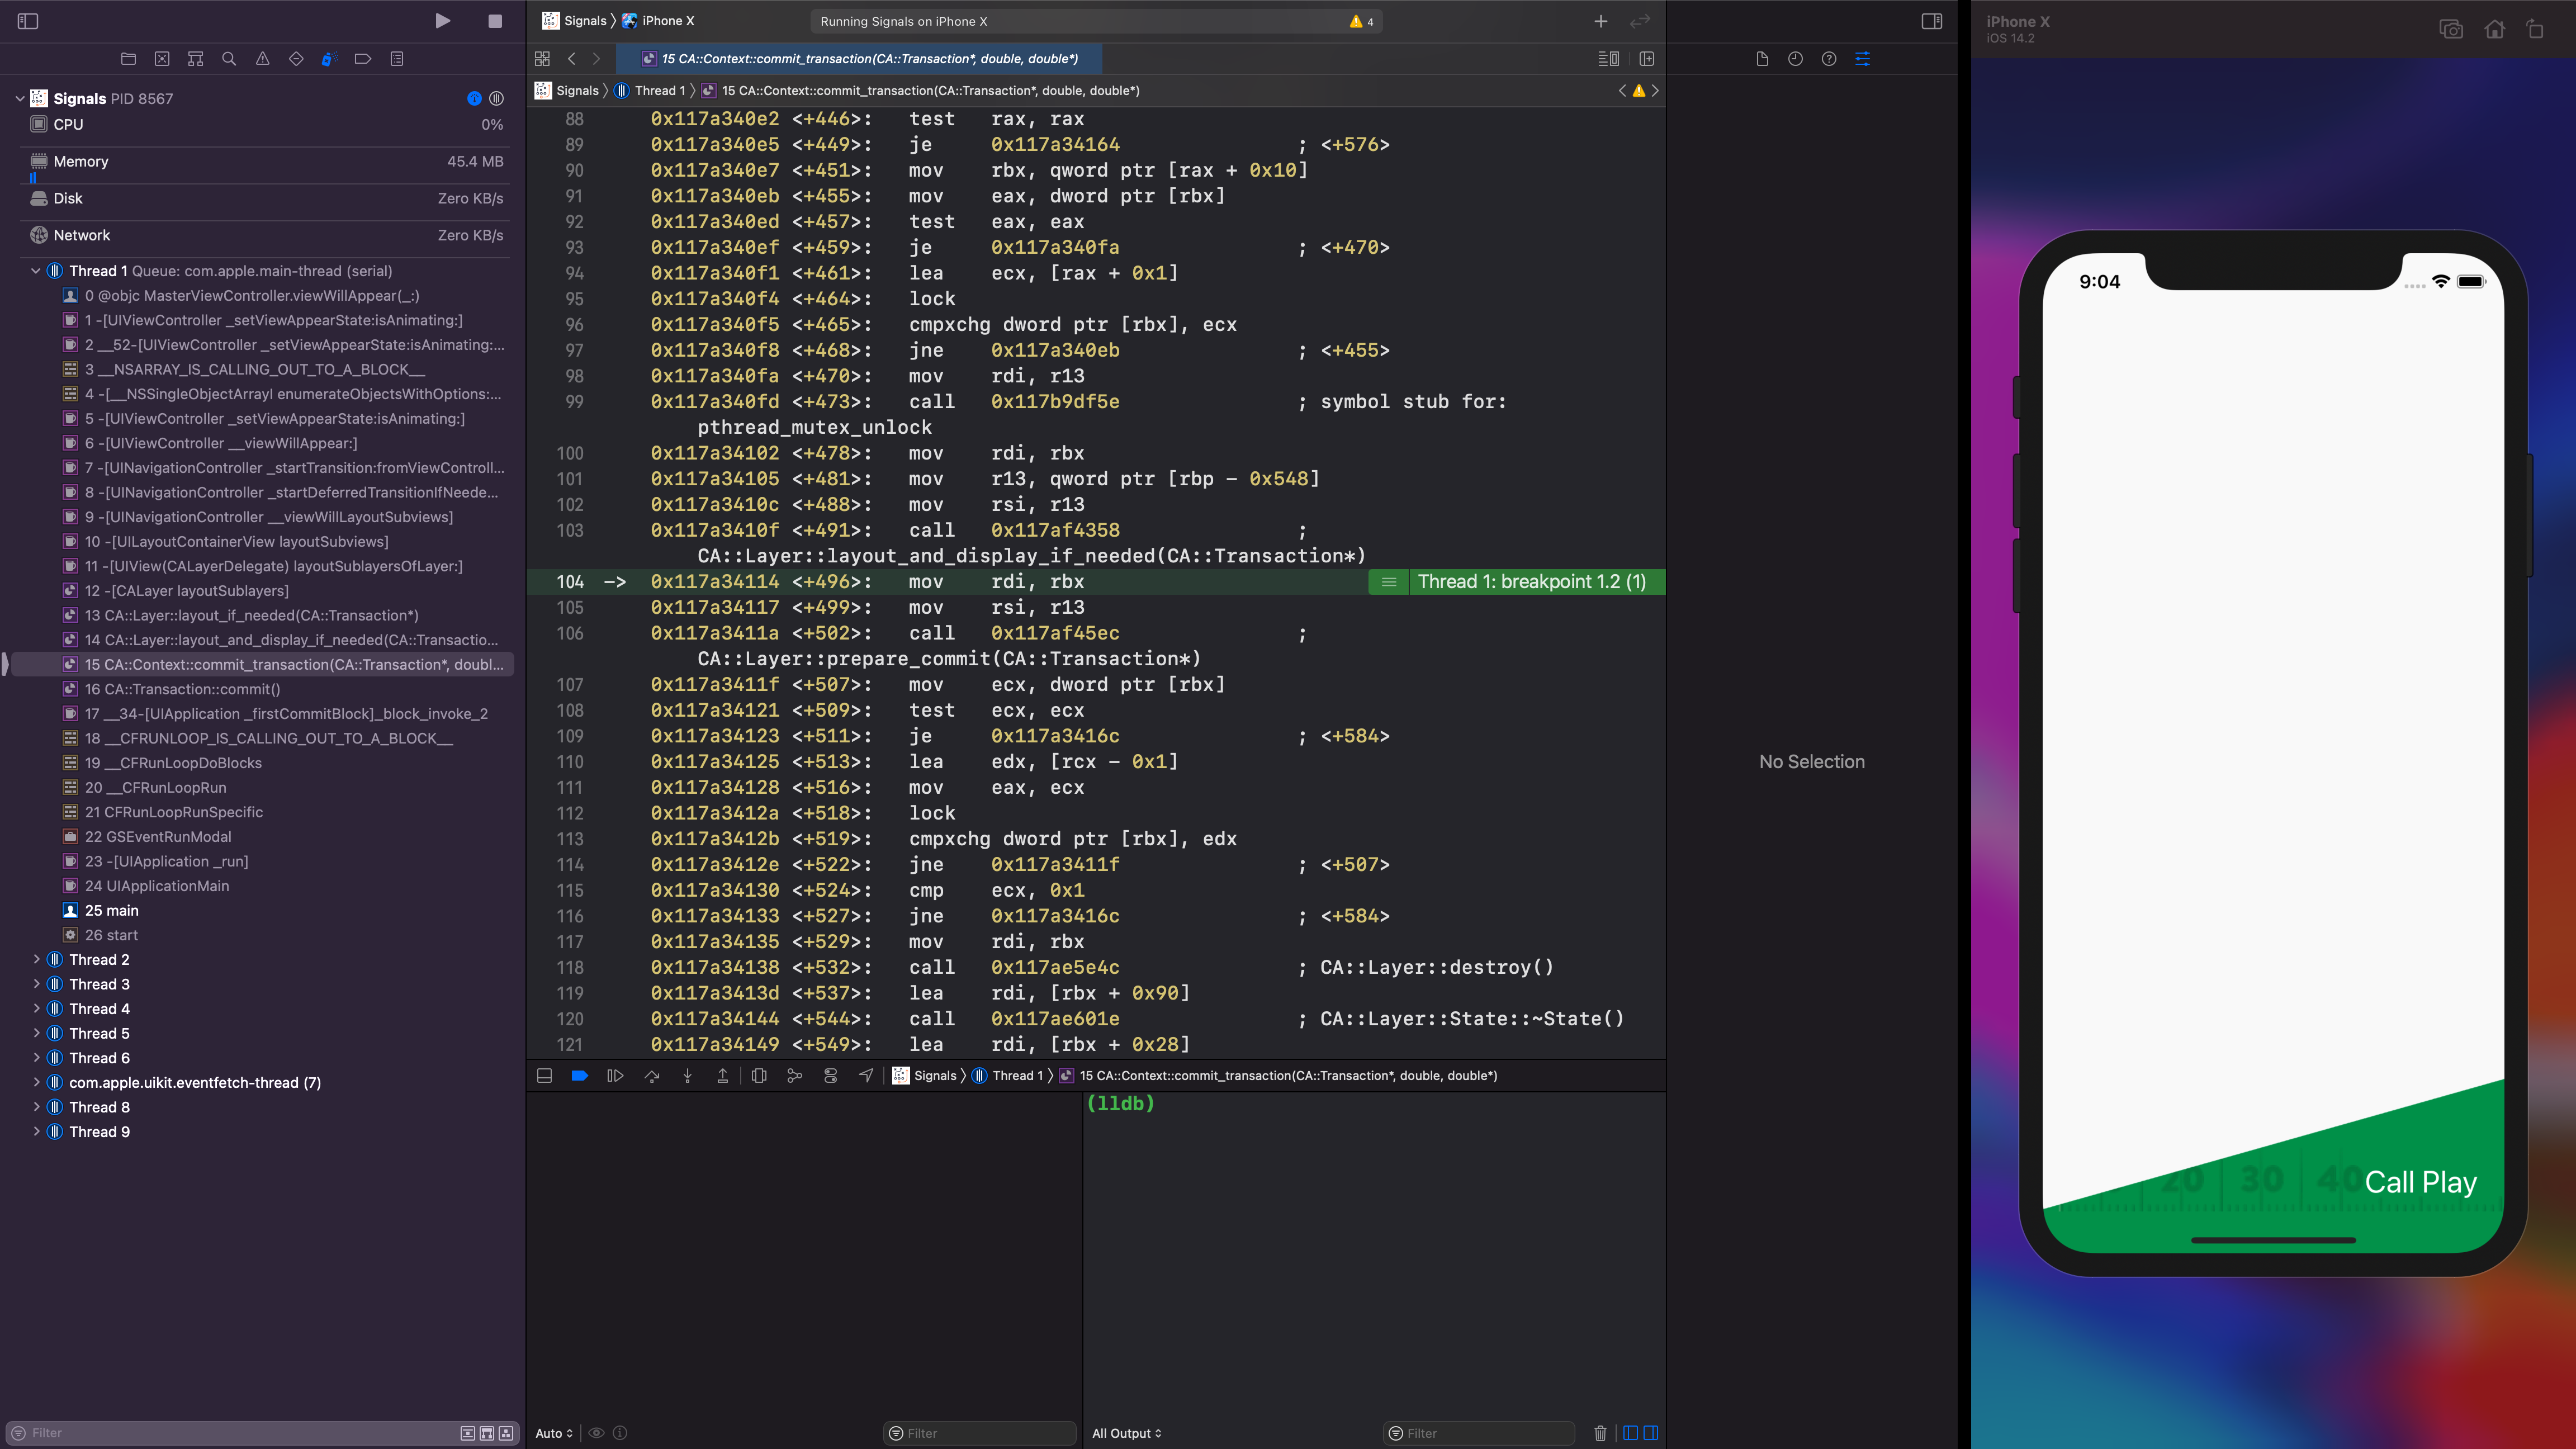 Signals PID 8567
CPU 0%
Memory 45.4 MB
Disk Zero KB/s
Network Zero KB/s
Thread 1 Queue: com.apple.main-thread (serial)
0 @objc MasterViewController.viewWillAppear(_:)
1 -[UIViewController _setViewAppearState:isAnimating:]
2 __52-[UIViewController _setViewAppearState:isAnimating:...
3 __NSARRAY_IS_CALLING_OUT_TO_A_BLOCK__
4 -[__NSSingleObjectArrayI enumerateObjectsWithOptions:...
5 -[UIViewController _setViewAppearState:isAnimating:]
6 -[UIViewController __viewWillAppear:]
7 -[UINavigationController _startTransition:fromViewControll...
8 -[UINavigationController _startDeferredTransitionIfNeede...
9 -[UINavigationController __viewWillLayoutSubviews]
10 -[UILayoutContainerView layoutSubviews]
11 -[UIView(CALayerDelegate) layoutSublayersOfLayer:]
12 -[CALayer layoutSublayers]
13 CA::Layer::layout_if_needed(CA::Transaction*)
14 CA::Layer::layout_and_display_if_needed(CA::Transactio...
15 CA::Context::commit_transaction(CA::Transaction*, doubl...
16 CA::Transaction::commit()
17 __34-[UIApplication _firstCommitBlock]_block_invoke_2
18 __CFRUNLOOP_IS_CALLING_OUT_TO_A_BLOCK__
19 __CFRunLoopDoBlocks
20 __CFRunLoopRun
21 CFRunLoopRunSpecific
22 GSEventRunModal
23 -[UIApplication _run]
24 UIApplicationMain
25 main
26 start
Thread 2
Thread 3
Thread 4
Thread 5
Thread 6
com.apple.uikit.eventfetch-thread (7)
Thread 8
Thread 9
Filter
Signals iPhone X
Running Signals on iPhone X 4
15 CA::Context::commit_transaction(CA::Transaction*, double, double*)
Signals Thread 1 15 CA::Context::commit_transaction(CA::Transaction*, double, double*)
88 0x117a340e2 <+446>: test rax, rax
89 0x117a340e5 <+449>: je 0x117a34164 ; <+576>
90 0x117a340e7 <+451>: mov rbx, qword ptr [rax + 0x10]
91 0x117a340eb <+455>: mov eax, dword ptr [rbx]
92 0x117a340ed <+457>: test eax, eax
93 0x117a340ef <+459>: je 0x117a340fa ; <+470>
94 0x117a340f1 <+461>: lea ecx, [rax + 0x1]
95 0x117a340f4 <+464>: lock
96 0x117a340f5 <+465>: cmpxchg dword ptr [rbx], ecx
97 0x117a340f8 <+468>: jne 0x117a340eb ; <+455>
98 0x117a340fa <+470>: mov rdi, r13
99 0x117a340fd <+473>: call 0x117b9df5e ; symbol stub for:
pthread_mutex_unlock
100 0x117a34102 <+478>: mov rdi, rbx
101 0x117a34105 <+481>: mov r13, qword ptr [rbp - 0x548]
102 0x117a3410c <+488>: mov rsi, r13
103 0x117a3410f <+491>: call 0x117af4358 ;
CA::Layer::layout_and_display_if_needed(CA::Transaction*)
104 -> 0x117a34114 <+496>: mov rdi, rbx Thread 1: breakpoint 1.2 (1)
105 0x117a34117 <+499>: mov rsi, r13
106 0x117a3411a <+502>: call 0x117af45ec ;
CA::Layer::prepare_commit(CA::Transaction*)
107 0x117a3411f <+507>: mov ecx, dword ptr [rbx]
108 0x117a34121 <+509>: test ecx, ecx
109 0x117a34123 <+511>: je 0x117a3416c ; <+584>
110 0x117a34125 <+513>: lea edx, [rcx - 0x1]
111 0x117a34128 <+516>: mov eax, ecx
112 0x117a3412a <+518>: lock
113 0x117a3412b <+519>: cmpxchg dword ptr [rbx], edx
114 0x117a3412e <+522>: jne 0x117a3411f ; <+507>
115 0x117a34130 <+524>: cmp ecx, 0x1
116 0x117a34133 <+527>: jne 0x117a3416c ; <+584>
117 0x117a34135 <+529>: mov rdi, rbx
118 0x117a34138 <+532>: call 0x117ae5e4c ; CA::Layer::destroy()
119 0x117a3413d <+537>: lea rdi, [rbx + 0x90]
120 0x117a34144 <+544>: call 0x117ae601e ; CA::Layer::State::~State()
121 0x117a34149 <+549>: lea rdi, [rbx + 0x28]
Signals Thread 1 15 CA::Context::commit_transaction(CA::Transaction*, double, double*)
(lldb)
Auto Filter
All Output Filter
No Selection
iPhone X
iOS 14.2
9:04
20 30 40
Call Play